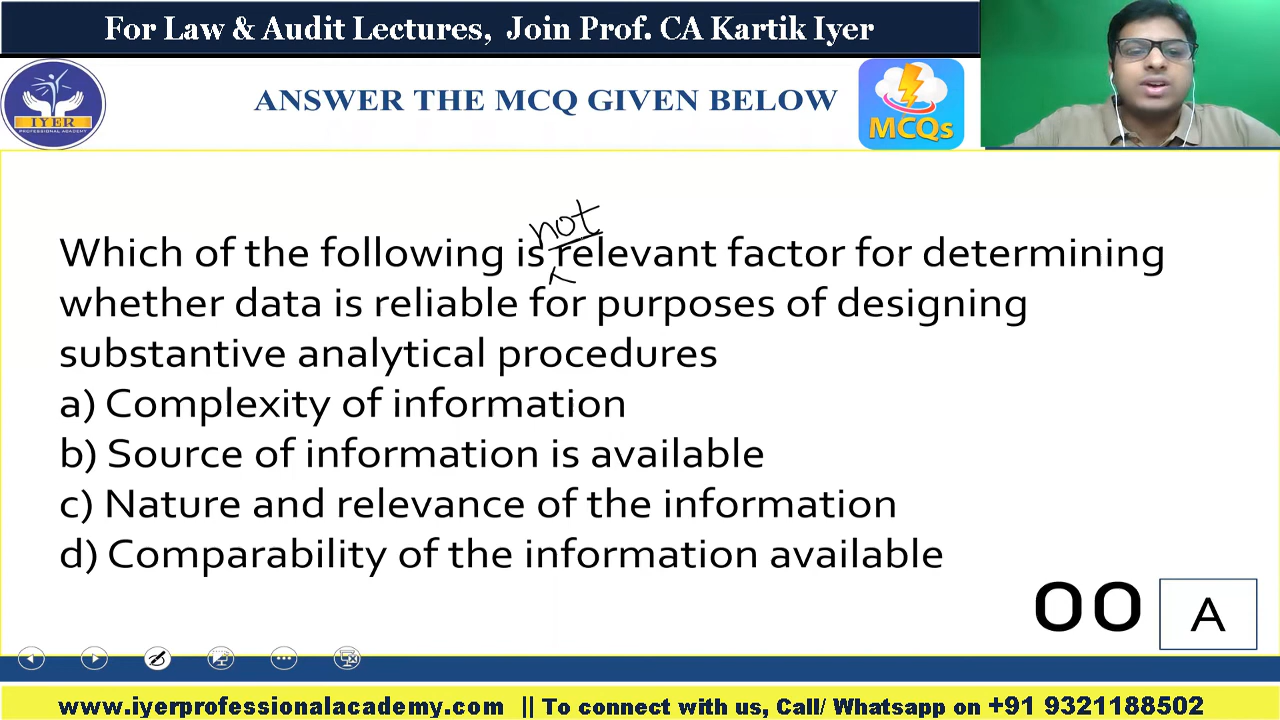 For Law & Audit Lectures, Join Prof. CA Kartik Iyer
IYER
PROFESSIONAL ACADEMY
ANSWER THE MCQ GIVEN BELOW
MCQs
not
Which of the following is relevant factor for determining
whether data is reliable for purposes of designing
substantive analytical procedures
a) Complexity of information
b) Source of information is available
c) Nature and relevance of the information
d) Comparability of the information available
00
A
www.iyerprofessionalacademy.com || To connect with us, Call/ Whatsapp on +91 9321188502